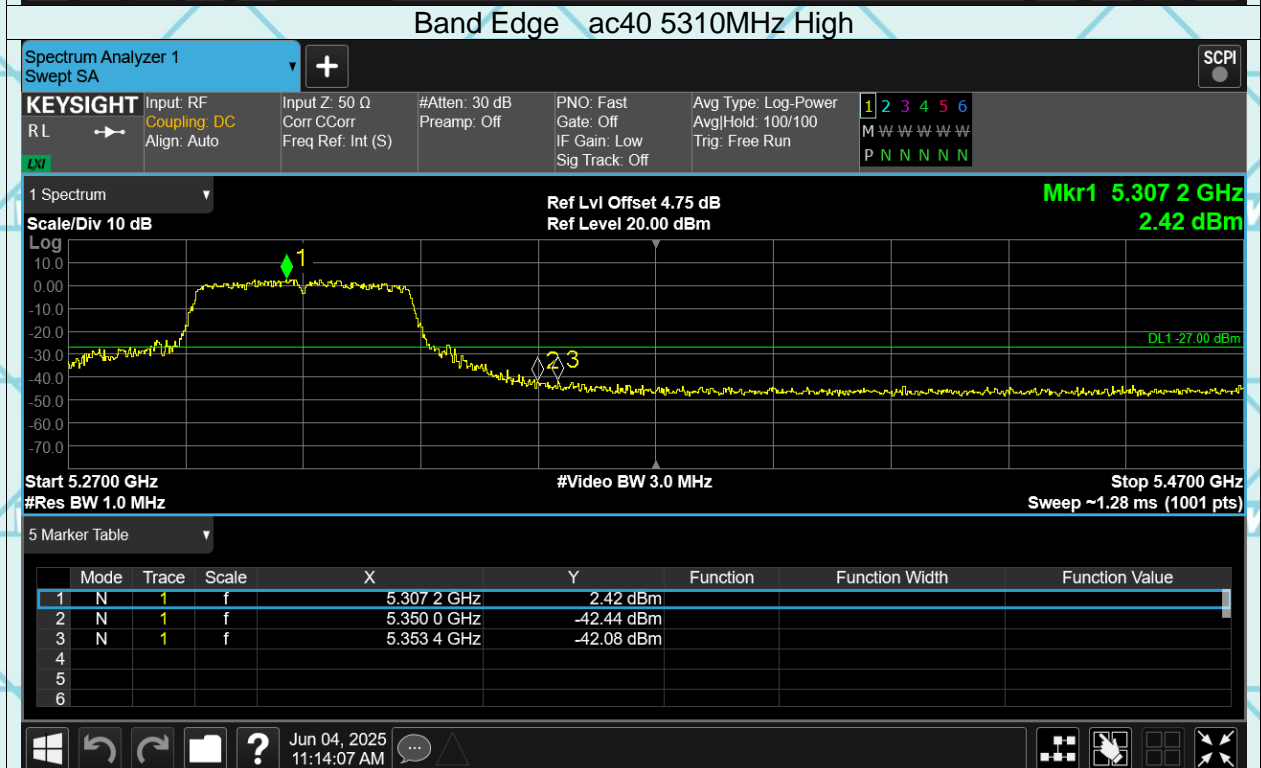 Band Edge ac40 5310MHz High
Spectrum Analyzer 1
Swept SA
+
SCPI
KEYSIGHT
R L
LXI
Input: RF
Coupling: DC
Align: Auto
Input Z: 50 Ω
Corr CCorr
Freq Ref: Int (S)
#Atten: 30 dB
Preamp: Off
PNO: Fast
Gate: Off
IF Gain: Low
Sig Track: Off
Avg Type: Log-Power
Avg|Hold: 100/100
Trig: Free Run
1 2 3 4 5 6
M W W W W W
P N N N N N
1 Spectrum
Scale/Div 10 dB
Ref Lvl Offset 4.75 dB
Ref Level 20.00 dBm
Mkr1 5.307 2 GHz
2.42 dBm
Log
10.0
0.00
-10.0
-20.0
-30.0
-40.0
-50.0
-60.0
-70.0
1
2 3
DL1 -27.00 dBm
Start 5.2700 GHz
#Video BW 3.0 MHz
Stop 5.4700 GHz
#Res BW 1.0 MHz
Sweep ~1.28 ms (1001 pts)
5 Marker Table
Mode Trace Scale X Y Function Function Width Function Value
1 N 1 f 5.307 2 GHz 2.42 dBm
2 N 1 f 5.350 0 GHz -42.44 dBm
3 N 1 f 5.353 4 GHz -42.08 dBm
4
5
6
?
Jun 04, 2025
11:14:07 AM